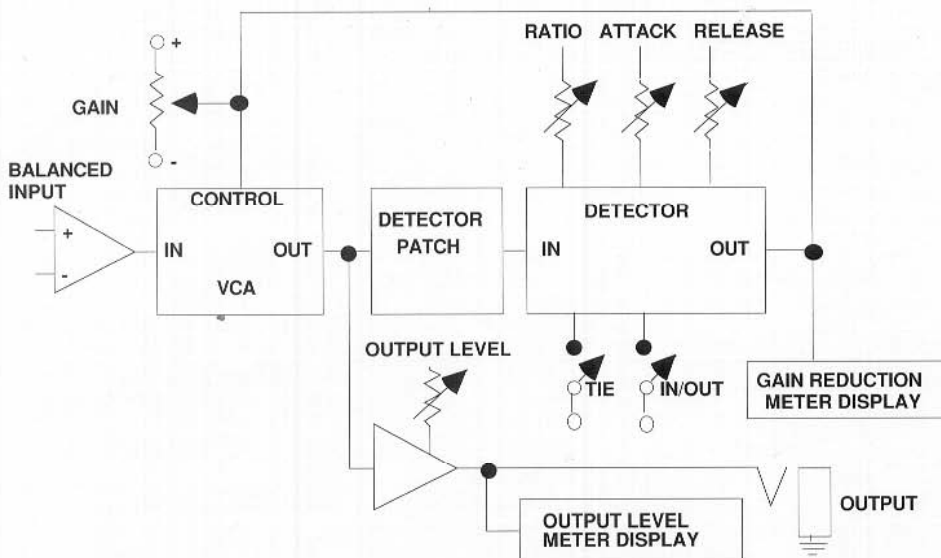 RATIO ATTACK RELEASE
+
GAIN
-
BALANCED
INPUT
+
-
CONTROL
IN OUT
VCA
DETECTOR
PATCH
DETECTOR
IN OUT
OUTPUT LEVEL
TIE IN/OUT
GAIN REDUCTION
METER DISPLAY
OUTPUT
OUTPUT LEVEL
METER DISPLAY